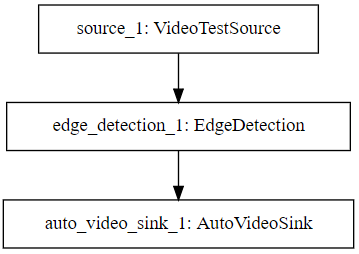 source_1: VideoTestSource
edge_detection_1: EdgeDetection
auto_video_sink_1: AutoVideoSink